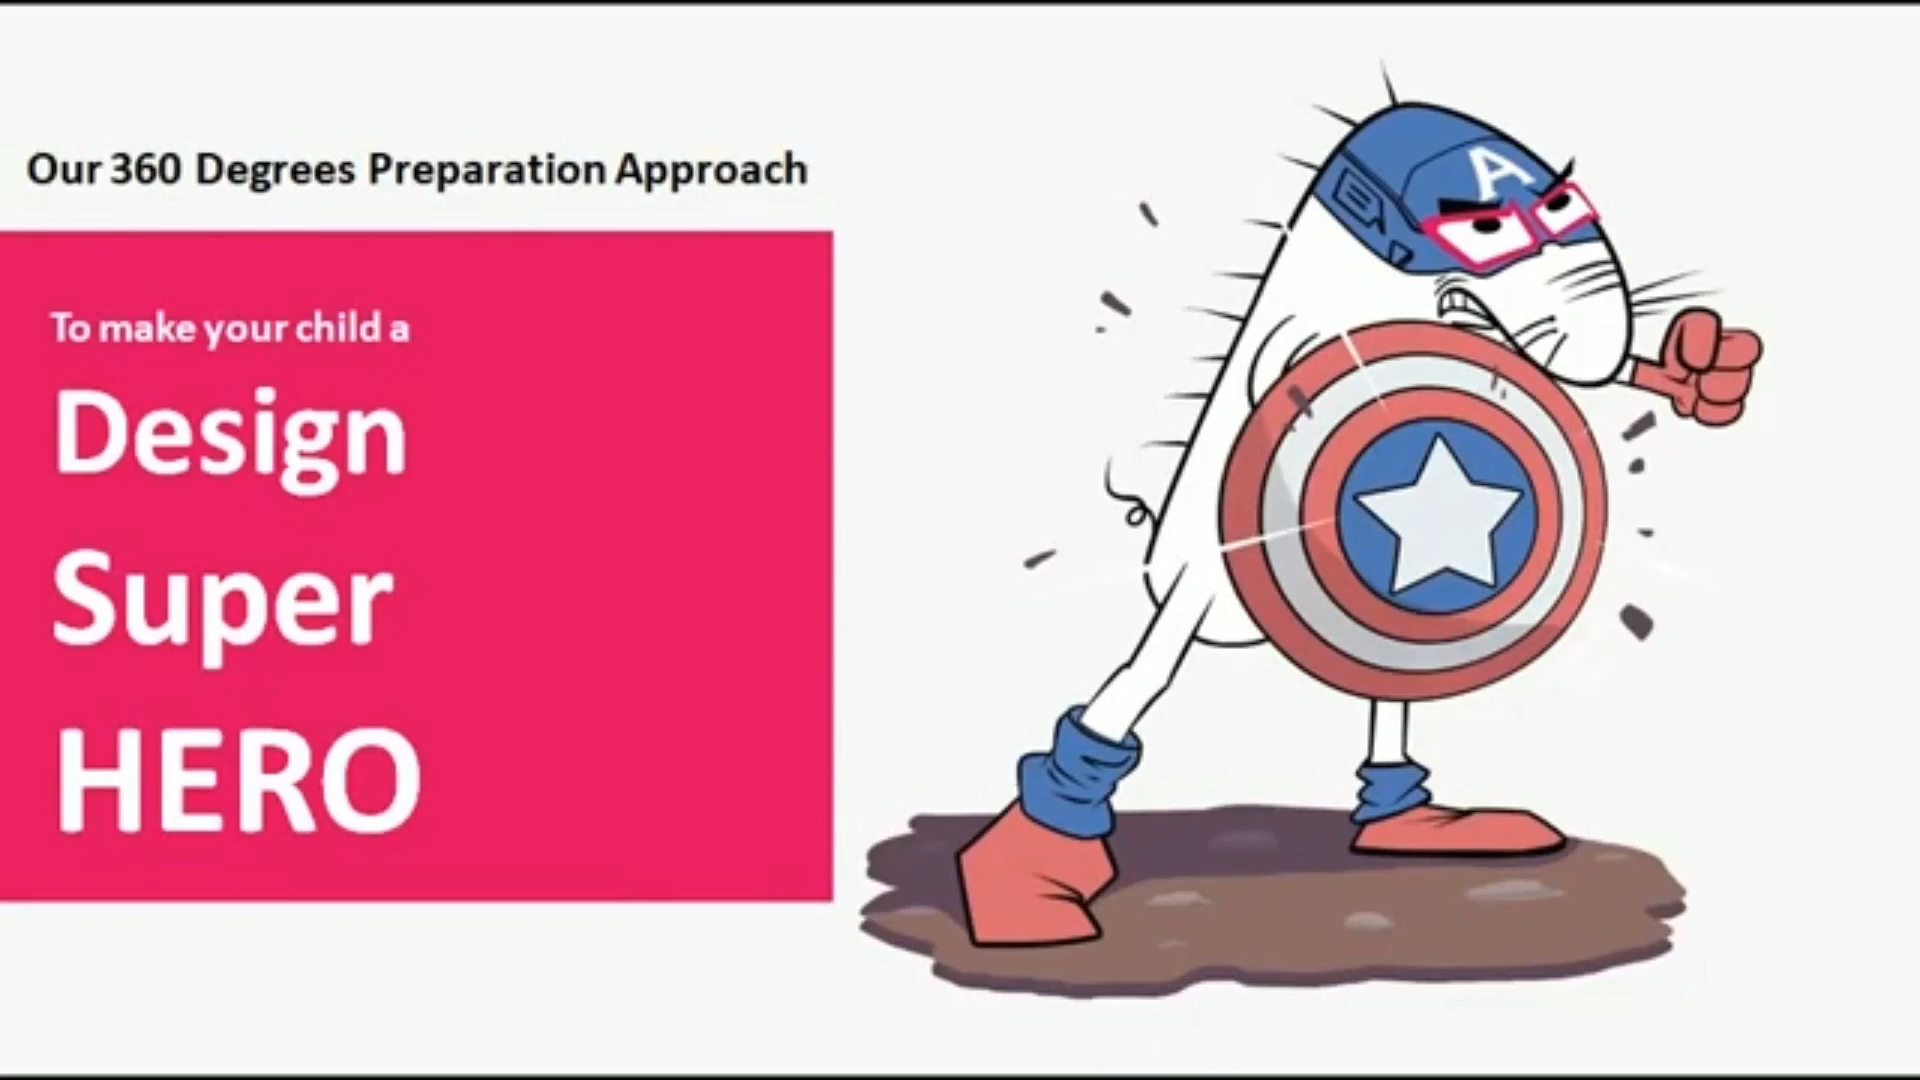 Our 360 Degrees Preparation Approach
To make your child a
Design
Super
HERO
A